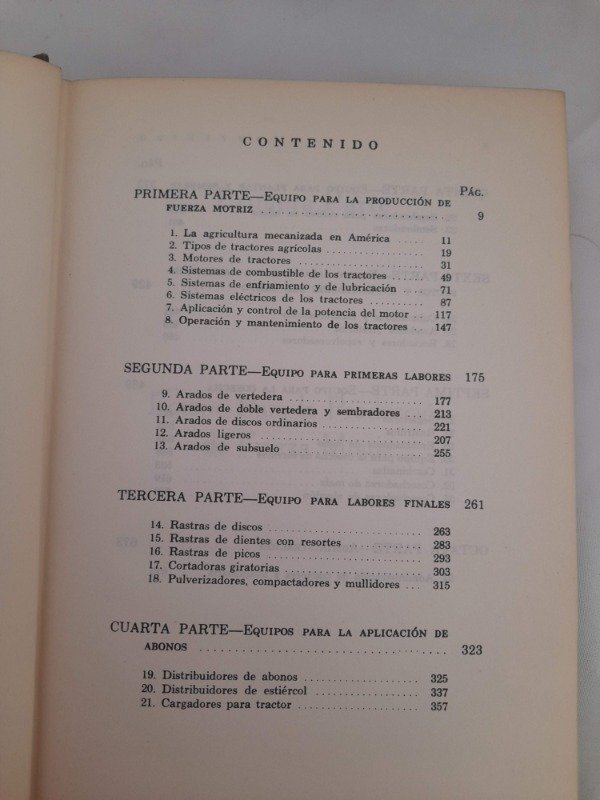 CONTENIDO
PÁG.
PRIMERA PARTE—EQUIPO PARA LA PRODUCCIÓN DE
FUERZA MOTRIZ ............................ 9
1. La agricultura mecanizada en América ..... 11
2. Tipos de tractores agrícolas ............... 19
3. Motores de tractores .................... 31
4. Sistemas de combustible de los tractores .... 49
5. Sistemas de enfriamiento y de lubricación .... 71
6. Sistemas eléctricos de los tractores ......... 87
7. Aplicación y control de la potencia del motor .. 117
8. Operación y mantenimiento de los tractores .. 147
SEGUNDA PARTE—EQUIPO PARA PRIMERAS LABORES 175
9. Arados de vertedera ..................... 177
10. Arados de doble vertedera y sembradores ... 213
11. Arados de discos ordinarios ............... 221
12. Arados ligeros .......................... 207
13. Arados de subsuelo ...................... 255
TERCERA PARTE—EQUIPO PARA LABORES FINALES 261
14. Rastras de discos ........................ 263
15. Rastras de dientes con resortes ............ 283
16. Rastras de picos ......................... 293
17. Cortadoras giratorias ..................... 303
18. Pulverizadores, compactadores y mullidores ... 315
CUARTA PARTE—EQUIPOS PARA LA APLICACIÓN DE
ABONOS .................................. 323
19. Distribuidores de abonos .................. 325
20. Distribuidores de estiércol ................ 337
21. Cargadores para tractor ................... 357